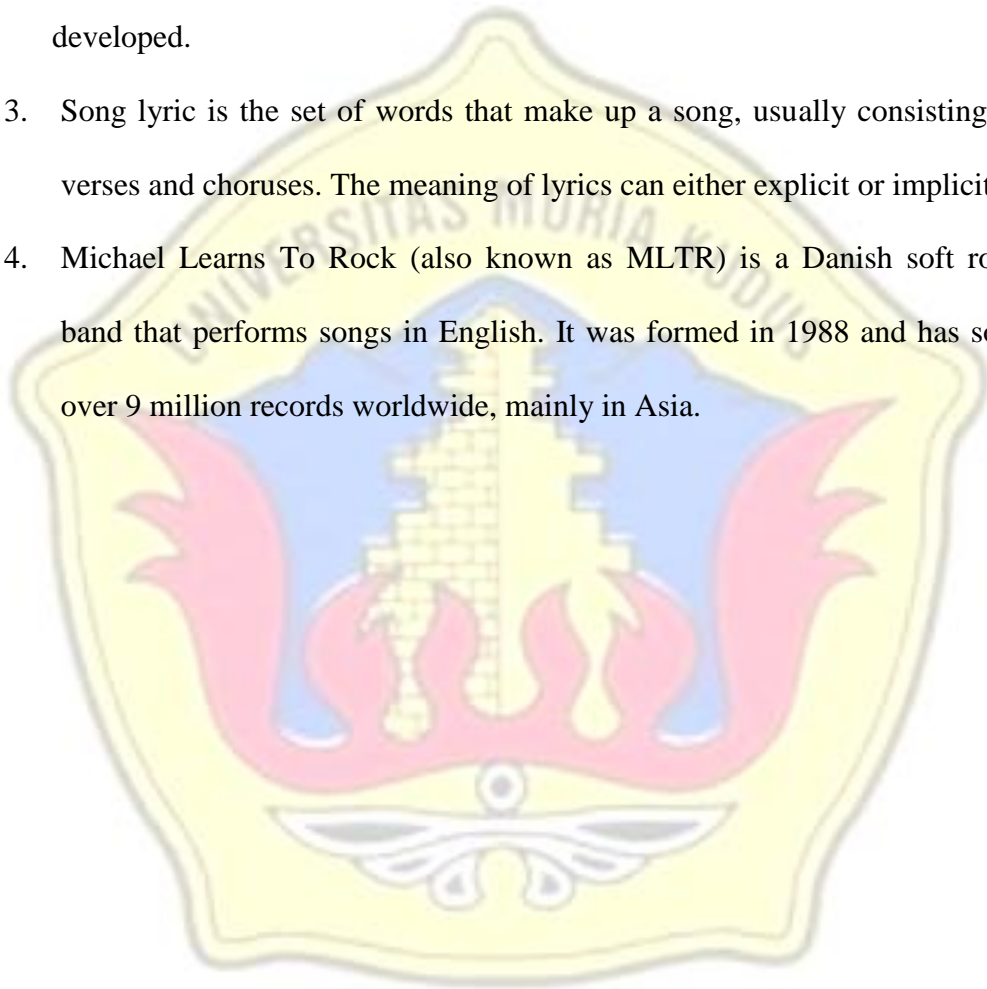 developed.
3. Song lyric is the set of words that make up a song, usually consisting
verses and choruses. The meaning of lyrics can either explicit or implicit
4. Michael Learns To Rock (also known as MLTR) is a Danish soft ro
band that performs songs in English. It was formed in 1988 and has so
over 9 million records worldwide, mainly in Asia.
UNIVERSITAS MURIA KUDUS